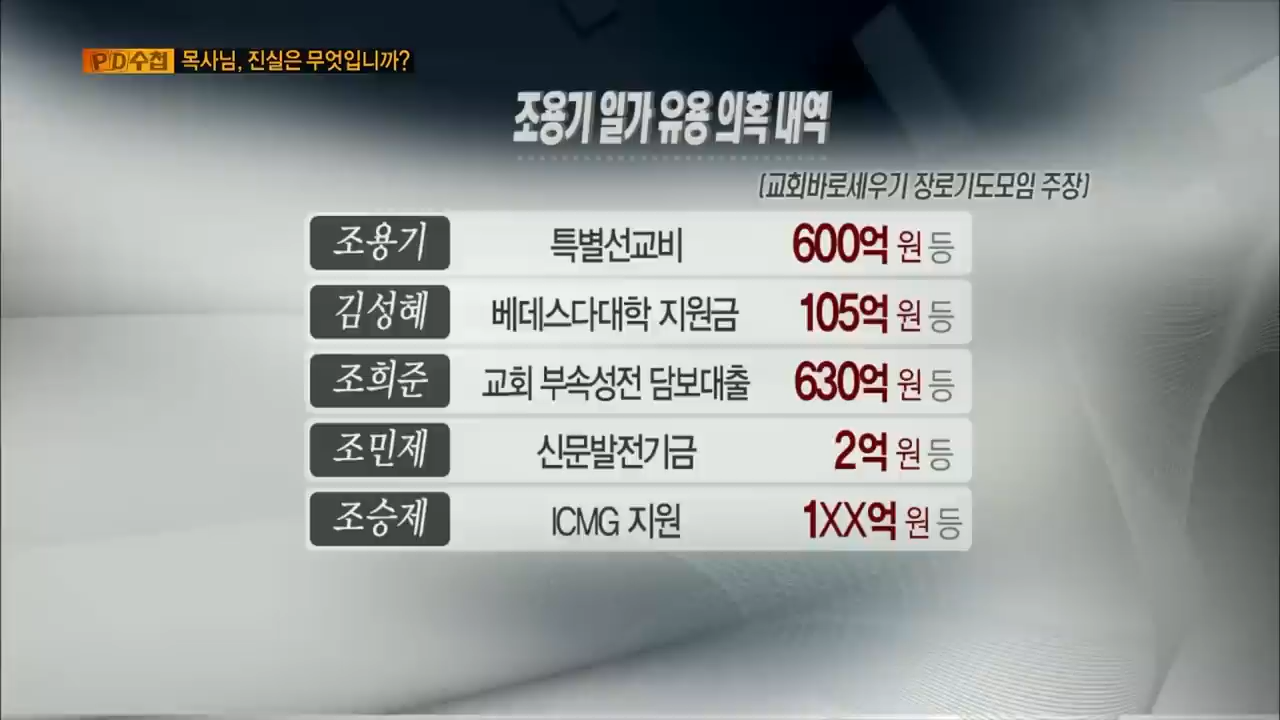 PD수첩 목사님, 진실은 무엇입니까?
조용기 일가 유용 의혹 내역
(교회바로세우기 장로기도모임 주장)
조용기 특별선교비 600억 원 등
김성혜 베데스다대학 지원금 105억 원 등
조희준 교회 부속성전 담보대출 630억 원 등
조민제 신문발전기금 2억 원 등
조승제 ICMG 지원 1XX억 원 등